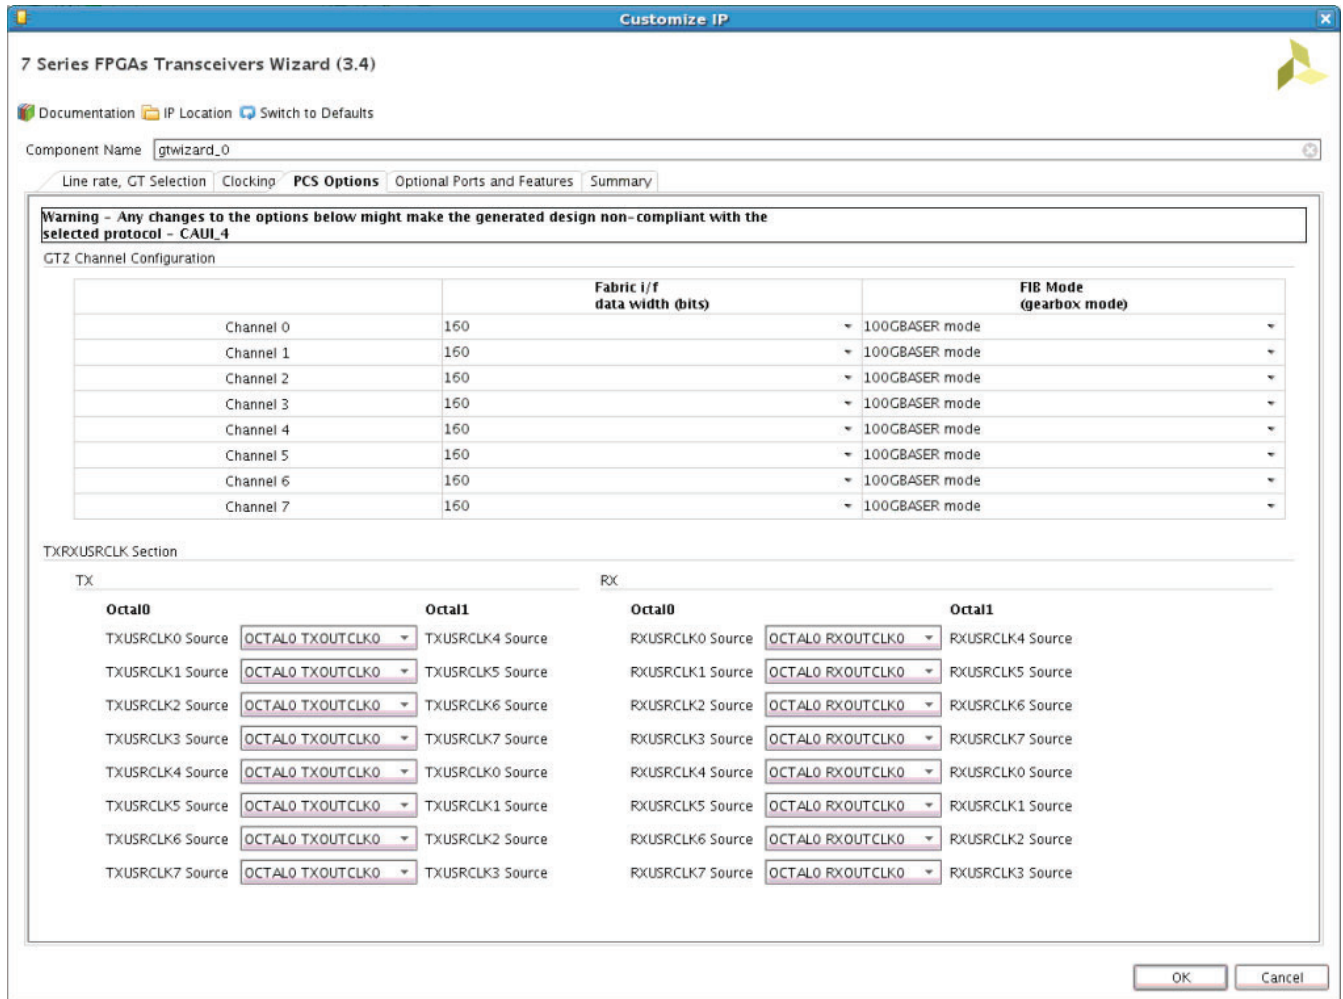 Customize IP
7 Series FPGAs Transceivers Wizard (3.4)
Documentation IP Location Switch to Defaults
Component Name gtwizard_0
Line rate, GT Selection Clocking PCS Options Optional Ports and Features Summary
Warning - Any changes to the options below might make the generated design non-compliant with the
selected protocol - CAUI_4
GTZ Channel Configuration
Fabric i/f FIB Mode
data width (bits) (gearbox mode)
Channel 0 160 100GBASER mode
Channel 1 160 100GBASER mode
Channel 2 160 100GBASER mode
Channel 3 160 100GBASER mode
Channel 4 160 100GBASER mode
Channel 5 160 100GBASER mode
Channel 6 160 100GBASER mode
Channel 7 160 100GBASER mode
TXRXUSRCLK Section
TX RX
Octal0 Octal1 Octal0 Octal1
TXUSRCLK0 Source OCTAL0 TXOUTCLK0 TXUSRCLK4 Source RXUSRCLK0 Source OCTAL0 RXOUTCLK0 RXUSRCLK4 Source
TXUSRCLK1 Source OCTAL0 TXOUTCLK0 TXUSRCLK5 Source RXUSRCLK1 Source OCTAL0 RXOUTCLK0 RXUSRCLK5 Source
TXUSRCLK2 Source OCTAL0 TXOUTCLK0 TXUSRCLK6 Source RXUSRCLK2 Source OCTAL0 RXOUTCLK0 RXUSRCLK6 Source
TXUSRCLK3 Source OCTAL0 TXOUTCLK0 TXUSRCLK7 Source RXUSRCLK3 Source OCTAL0 RXOUTCLK0 RXUSRCLK7 Source
TXUSRCLK4 Source OCTAL0 TXOUTCLK0 TXUSRCLK0 Source RXUSRCLK4 Source OCTAL0 RXOUTCLK0 RXUSRCLK0 Source
TXUSRCLK5 Source OCTAL0 TXOUTCLK0 TXUSRCLK1 Source RXUSRCLK5 Source OCTAL0 RXOUTCLK0 RXUSRCLK1 Source
TXUSRCLK6 Source OCTAL0 TXOUTCLK0 TXUSRCLK2 Source RXUSRCLK6 Source OCTAL0 RXOUTCLK0 RXUSRCLK2 Source
TXUSRCLK7 Source OCTAL0 TXOUTCLK0 TXUSRCLK3 Source RXUSRCLK7 Source OCTAL0 RXOUTCLK0 RXUSRCLK3 Source
OK Cancel